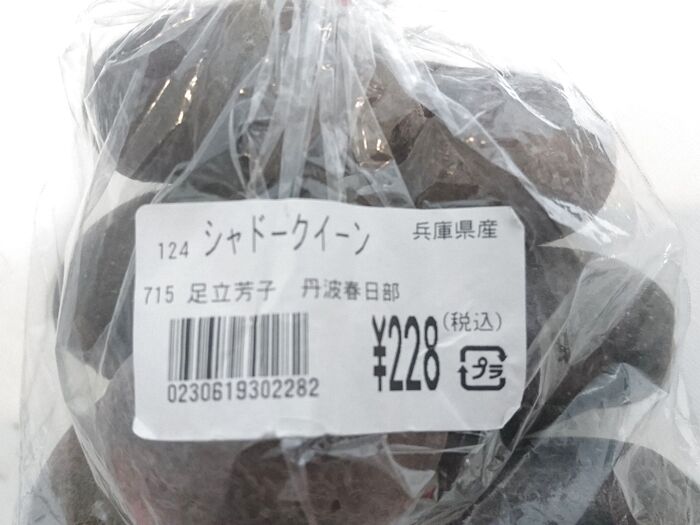 124 シャドークイーン 兵庫県産
715 足立芳子 丹波春日部
¥228 (税込)
0230619302282
プラ